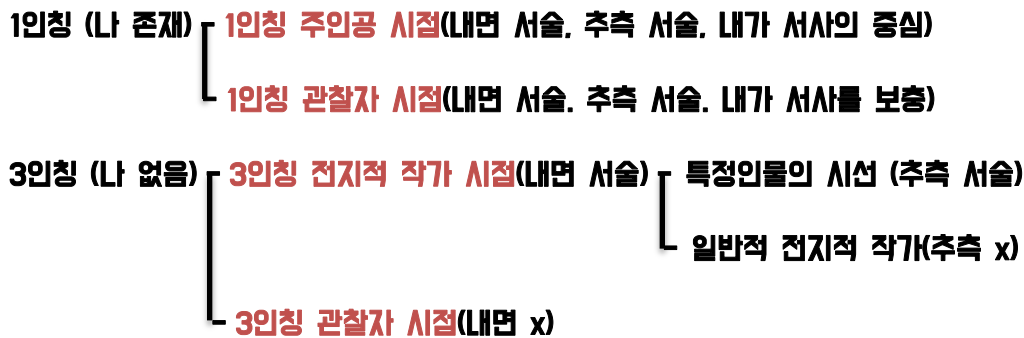 1인칭 (나 존재) 1인칭 주인공 시점(내면 서술, 추측 서술, 내가 서사의 중심)
1인칭 관찰자 시점(내면 서술. 추측 서술. 내가 서사를 보충)
3인칭 (나 없음) 3인칭 전지적 작가 시점(내면 서술) 특정인물의 시선 (추측 서술)
일반적 전지적 작가(추측 x)
3인칭 관찰자 시점(내면 x)